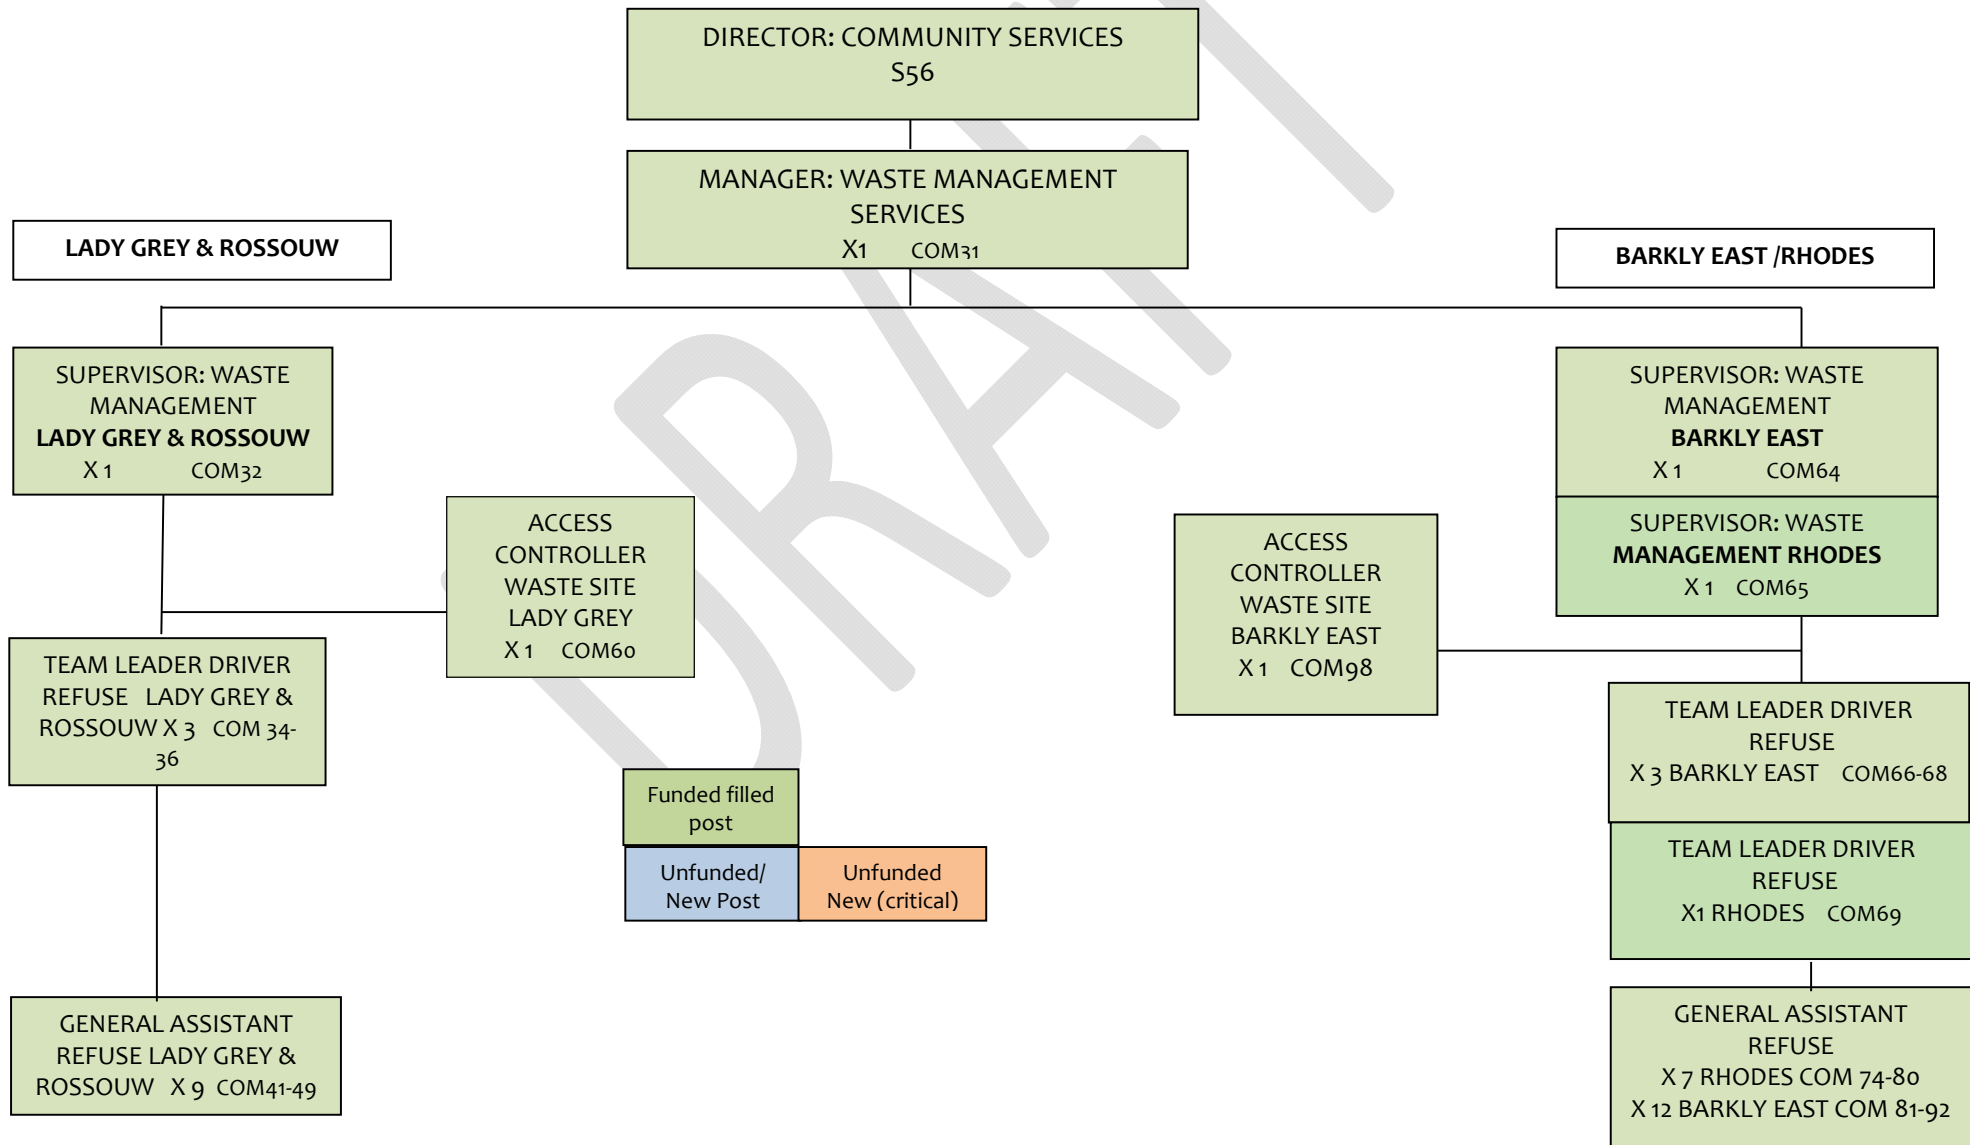 DIRECTOR: COMMUNITY SERVICES
S56
MANAGER: WASTE MANAGEMENT
SERVICES
X1 COM31
LADY GREY & ROSSOUW
BARKLY EAST /RHODES
SUPERVISOR: WASTE
MANAGEMENT
LADY GREY & ROSSOUW
X 1 COM32
SUPERVISOR: WASTE
MANAGEMENT
BARKLY EAST
X 1 COM64
SUPERVISOR: WASTE
MANAGEMENT RHODES
X 1 COM65
ACCESS
CONTROLLER
WASTE SITE
LADY GREY
X 1 COM60
ACCESS
CONTROLLER
WASTE SITE
BARKLY EAST
X 1 COM98
TEAM LEADER DRIVER
REFUSE LADY GREY &
ROSSOUW X 3 COM 34-
36
TEAM LEADER DRIVER
REFUSE
X 3 BARKLY EAST COM66-68
TEAM LEADER DRIVER
REFUSE
X1 RHODES COM69
Funded filled
post
Unfunded/
New Post
Unfunded
New (critical)
GENERAL ASSISTANT
REFUSE LADY GREY &
ROSSOUW X 9 COM41-49
GENERAL ASSISTANT
REFUSE
X 7 RHODES COM 74-80
X 12 BARKLY EAST COM 81-92
DRAFT